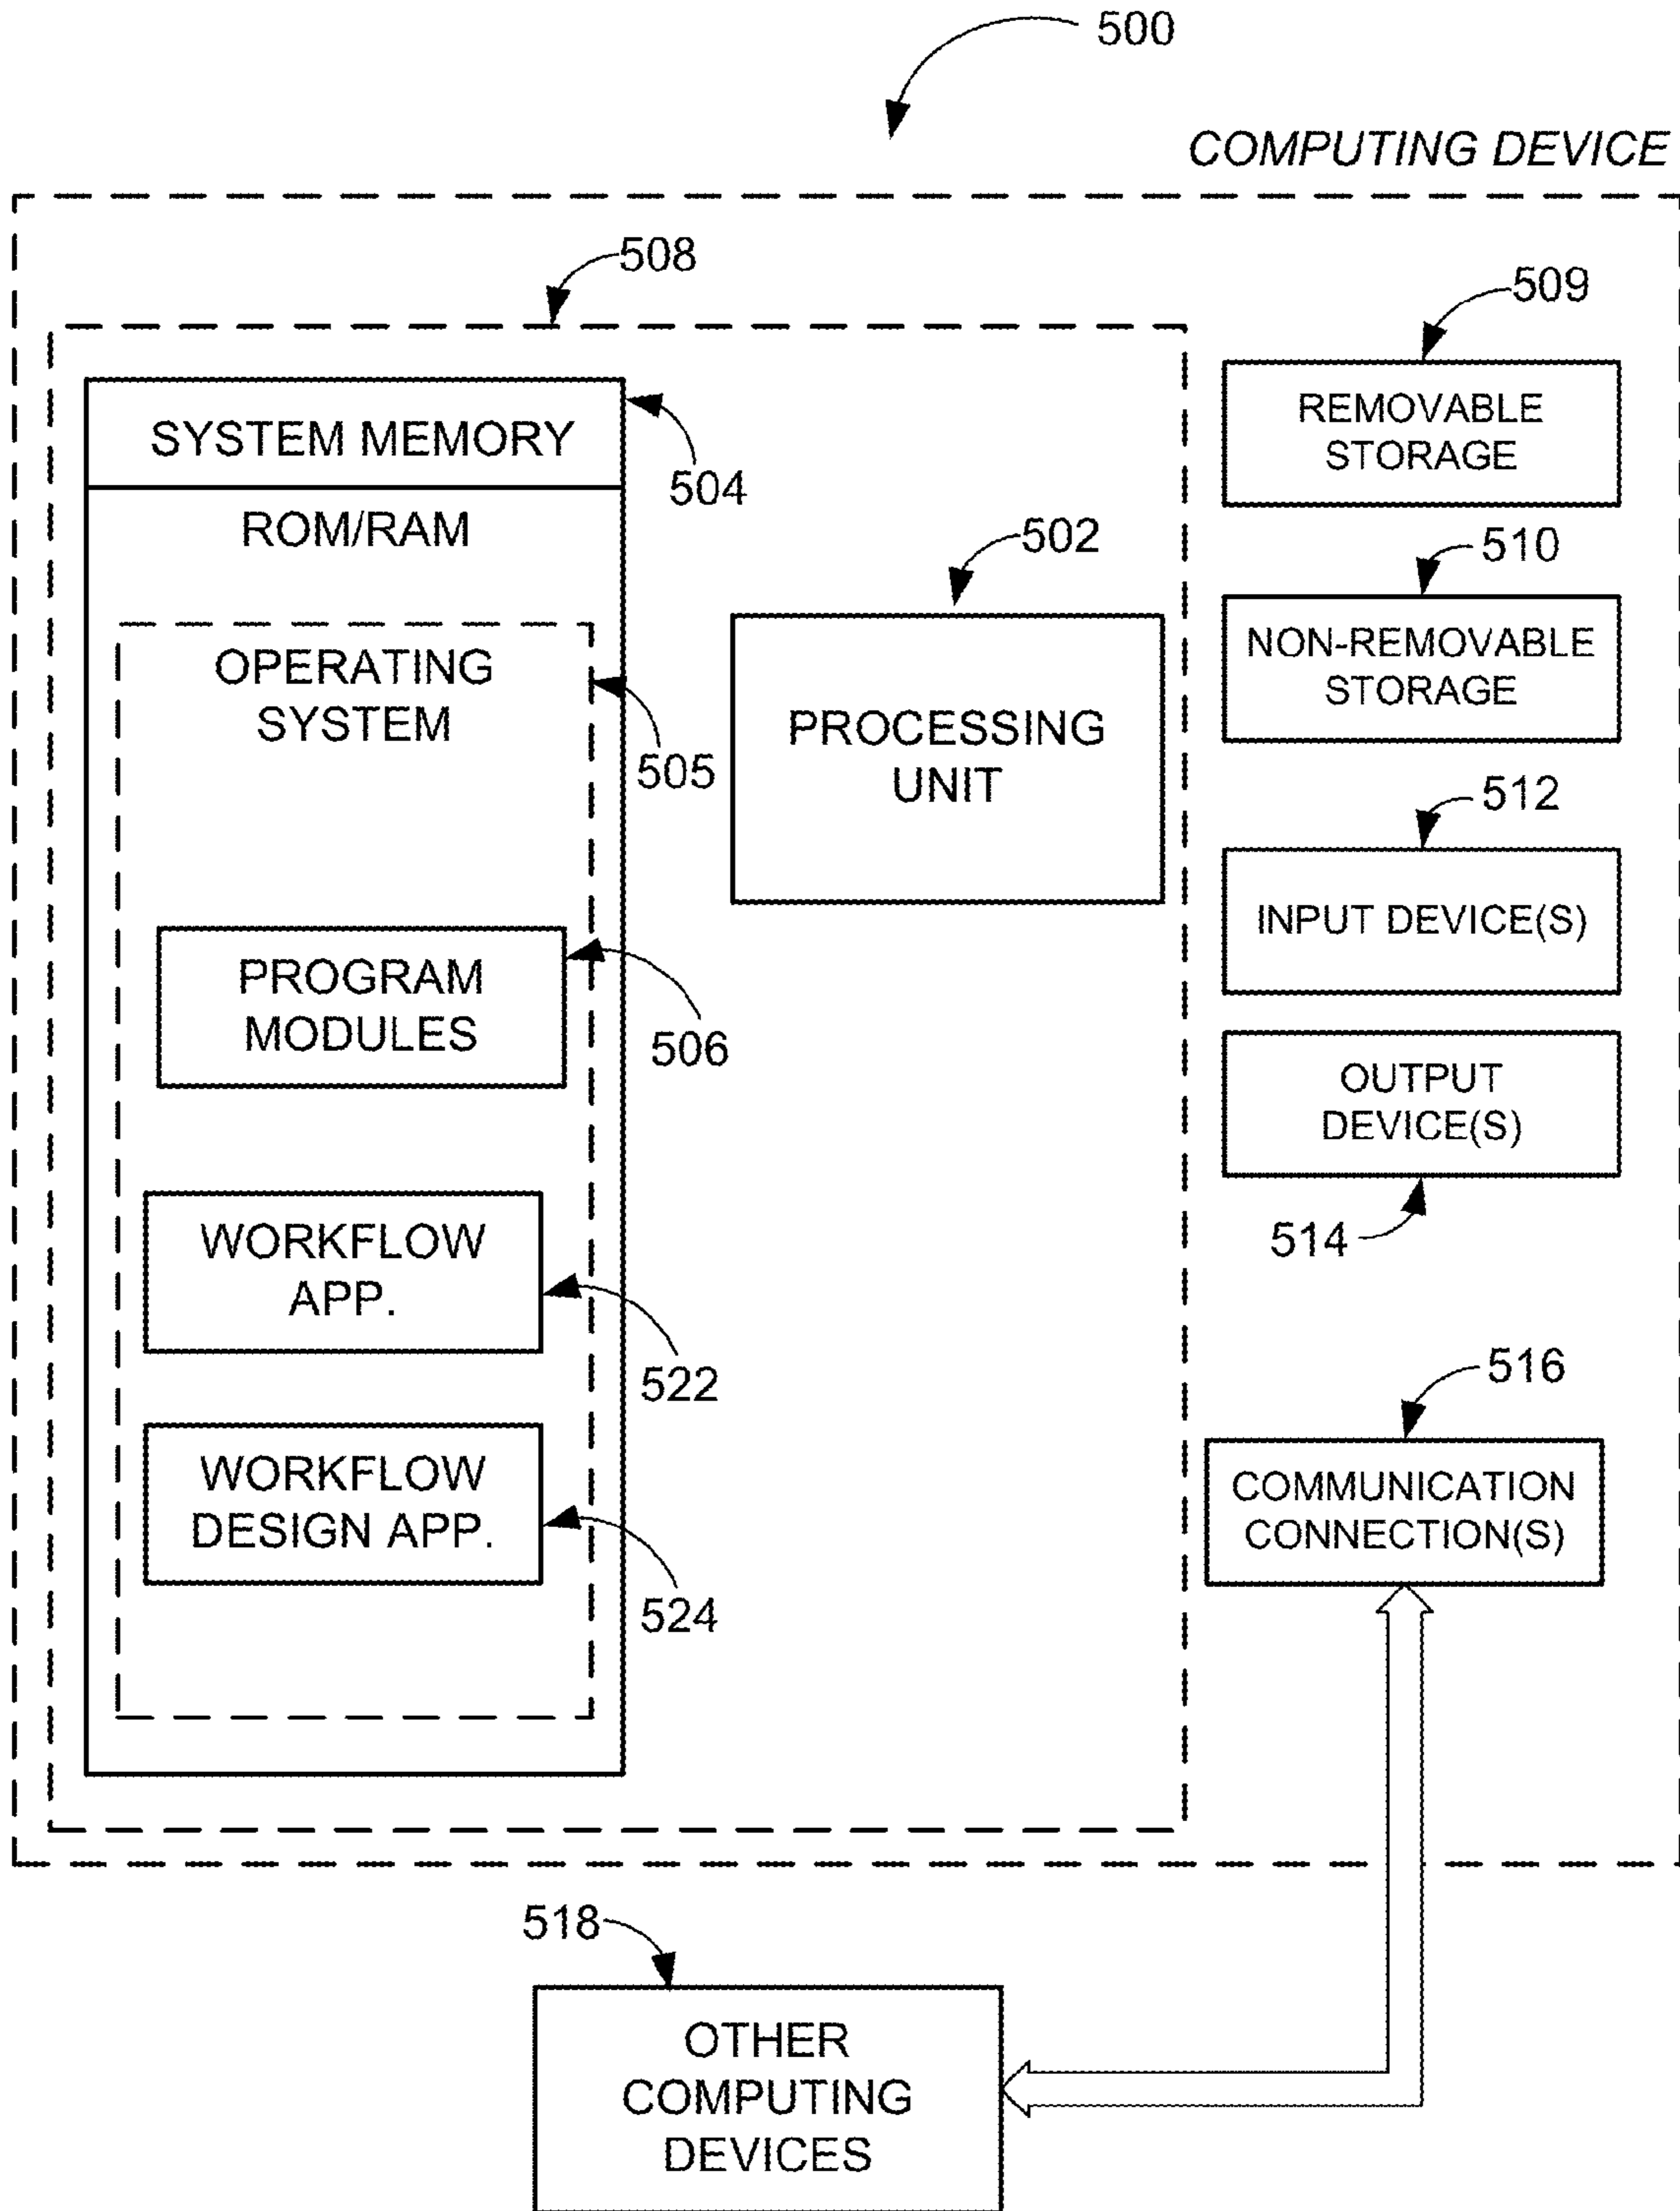 500
COMPUTING DEVICE
508
509
SYSTEM MEMORY
504
ROM/RAM
REMOVABLE
STORAGE
502
510
OPERATING
SYSTEM
505
PROCESSING
UNIT
NON-REMOVABLE
STORAGE
512
INPUT DEVICE(S)
PROGRAM
MODULES
506
OUTPUT
DEVICE(S)
514
WORKFLOW
APP.
522
516
WORKFLOW
DESIGN APP.
524
COMMUNICATION
CONNECTION(S)
518
OTHER
COMPUTING
DEVICES